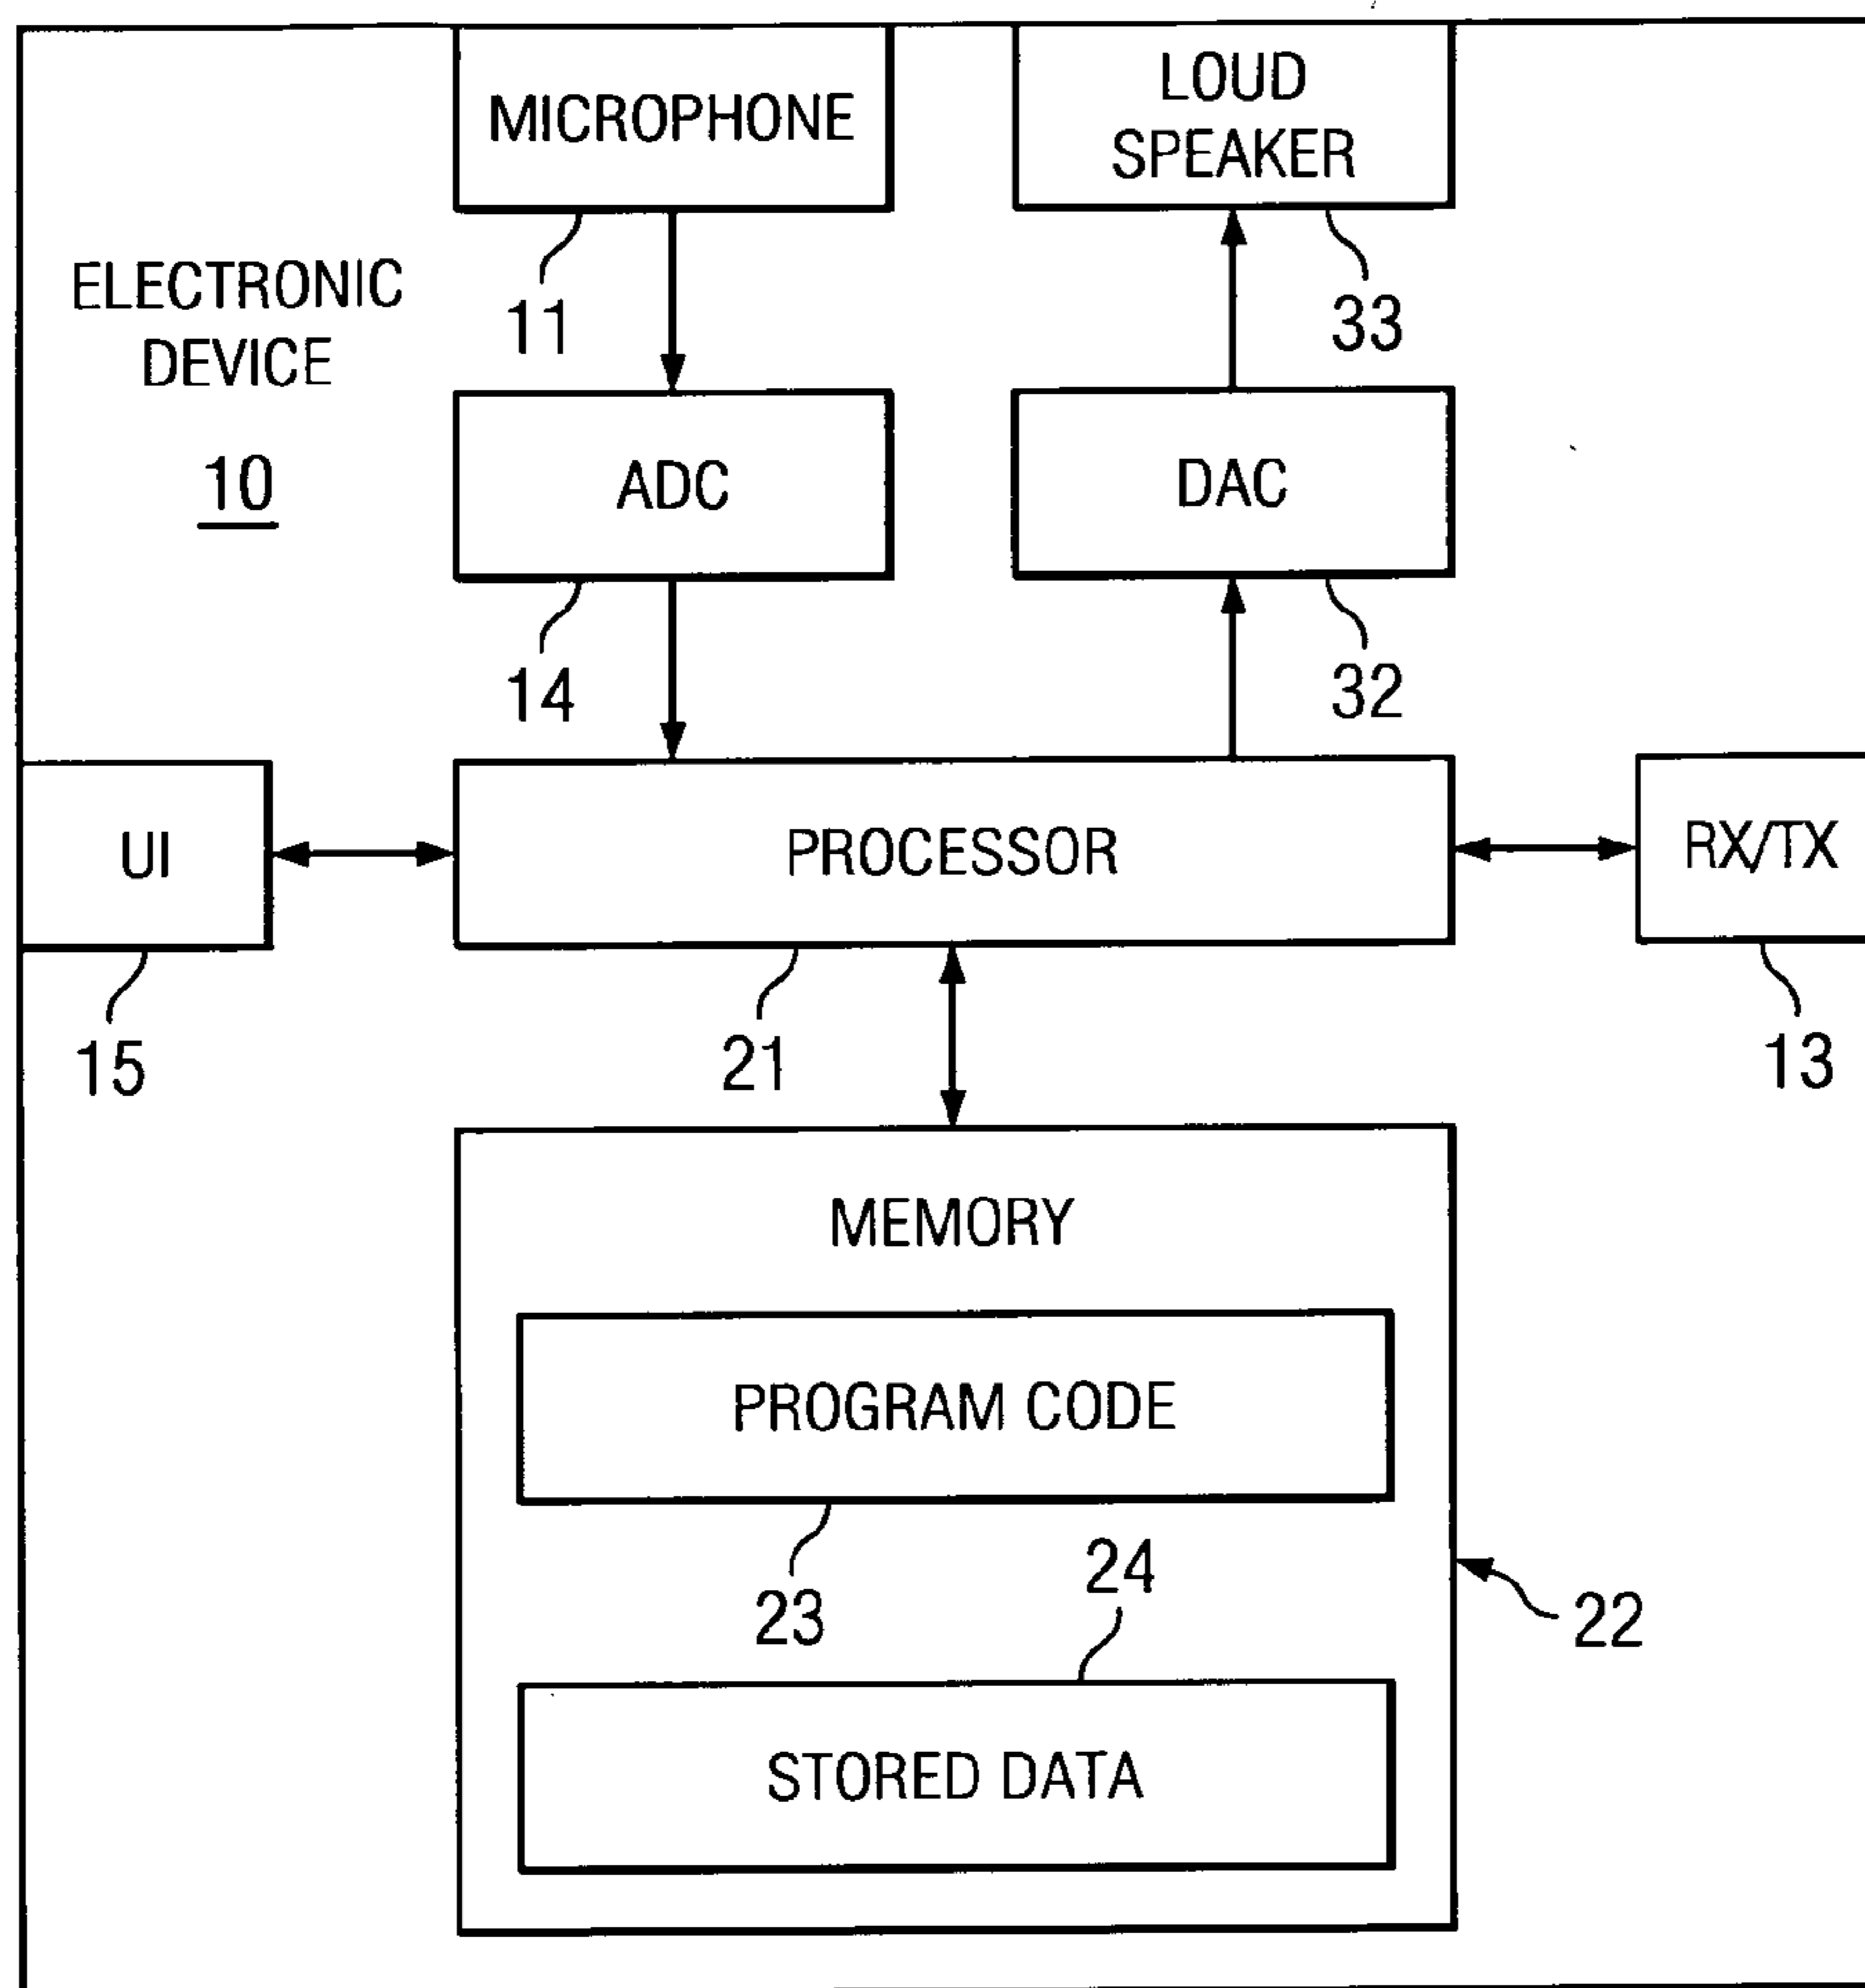 MICROPHONE
LOUD
SPEAKER
11
33
ELECTRONIC
DEVICE
10
ADC
DAC
14
32
UI
PROCESSOR
RX/TX
15
21
13
MEMORY
PROGRAM CODE
23
24
22
STORED DATA